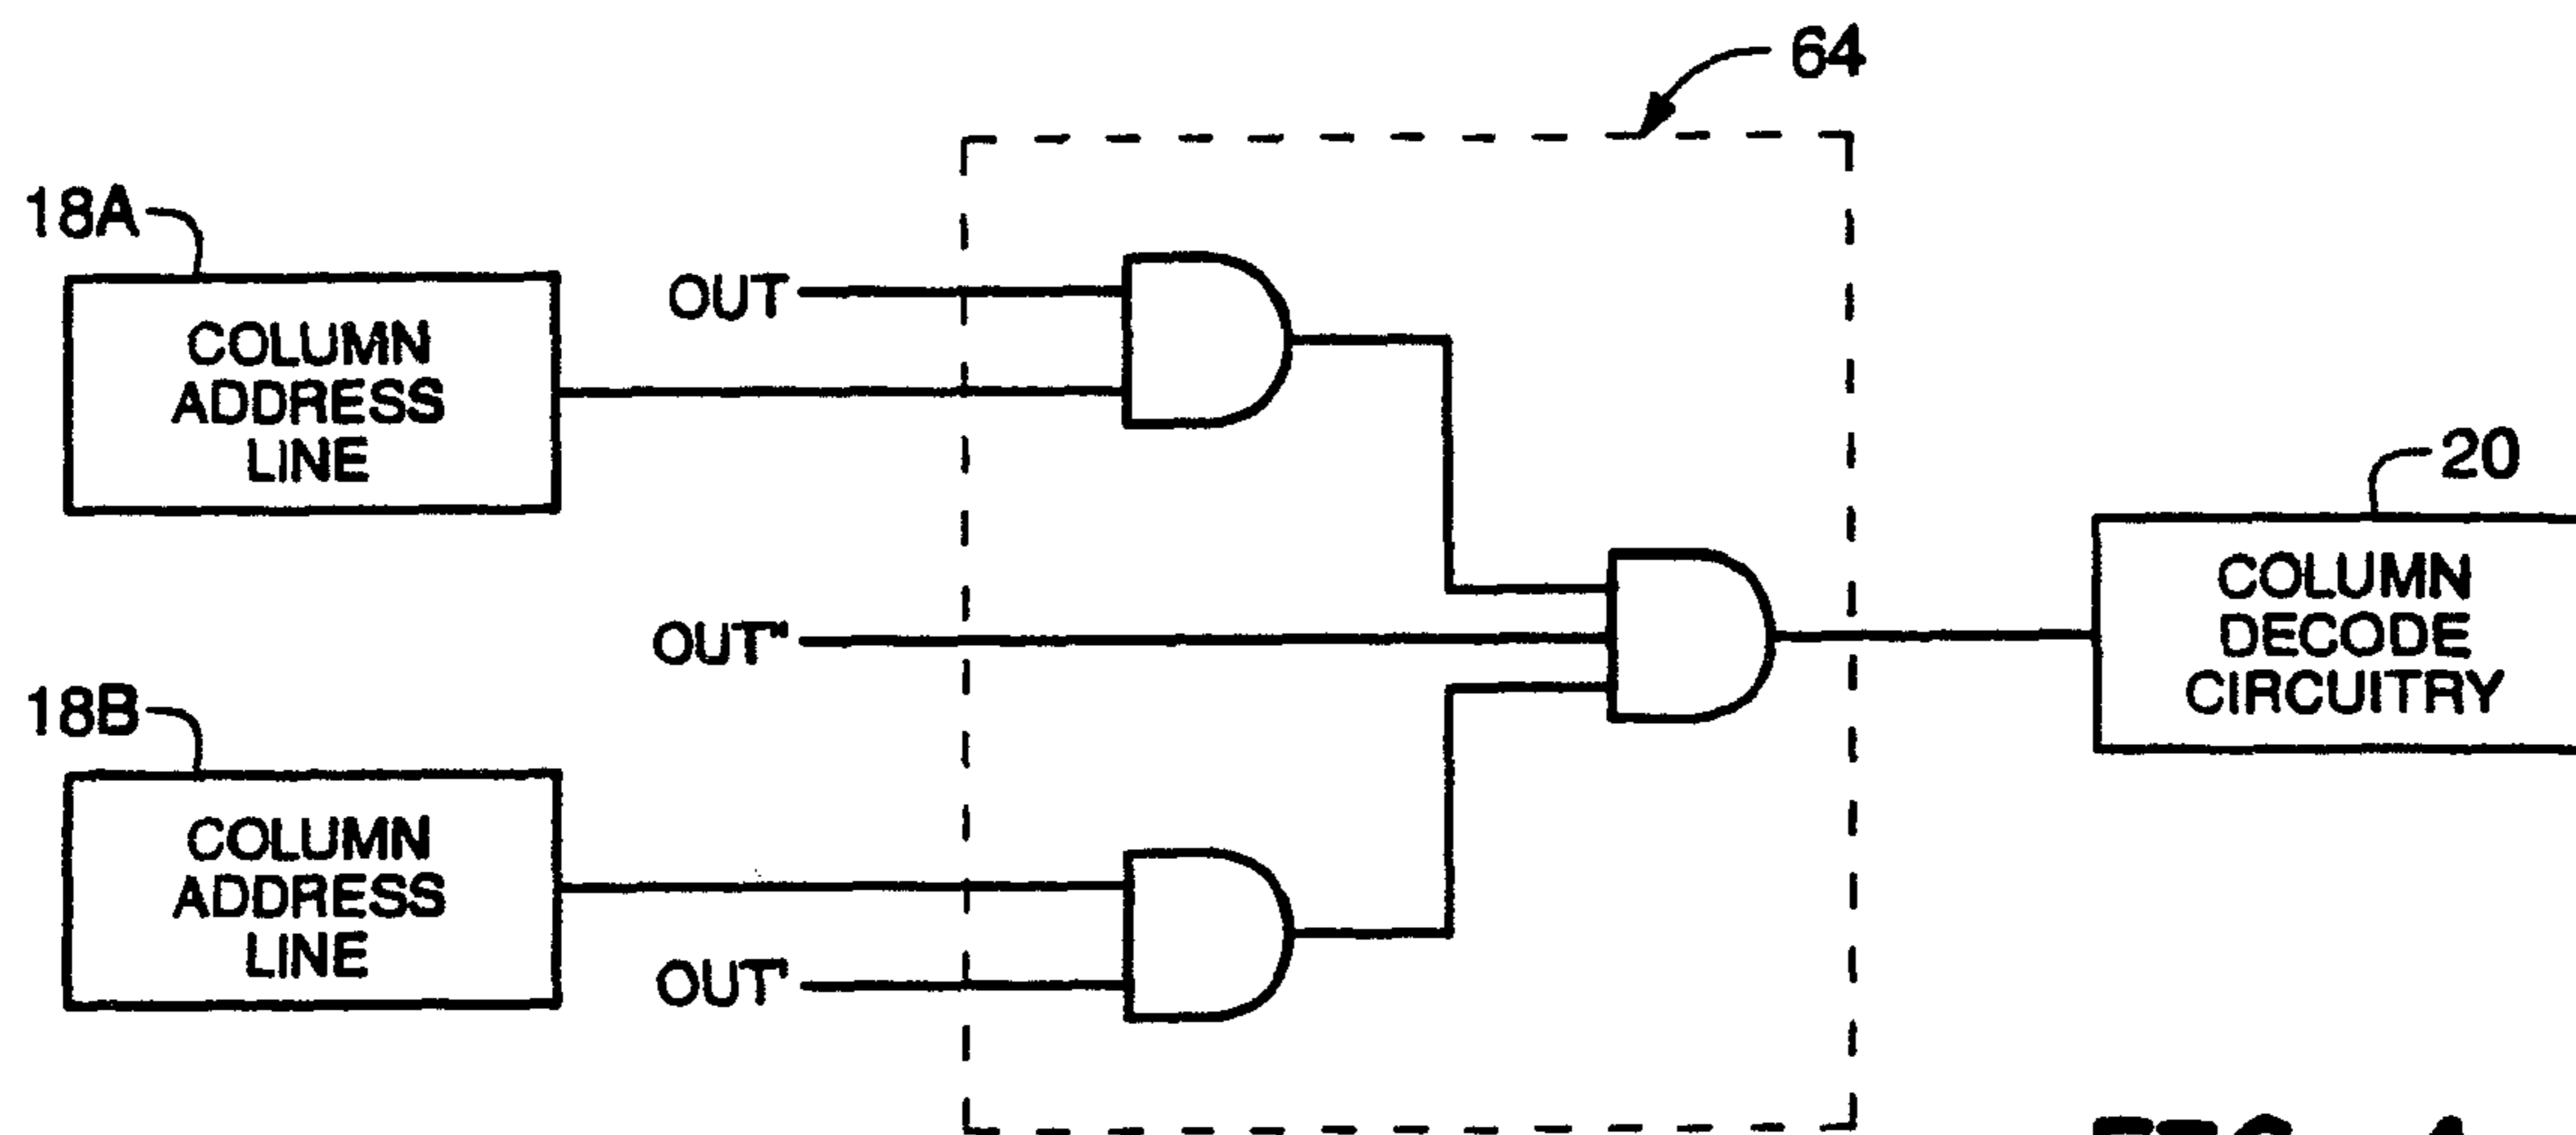 64
18A
COLUMN
ADDRESS
LINE
OUT
20
COLUMN
DECODE
CIRCUITRY
OUT"
18B
COLUMN
ADDRESS
LINE
OUT'